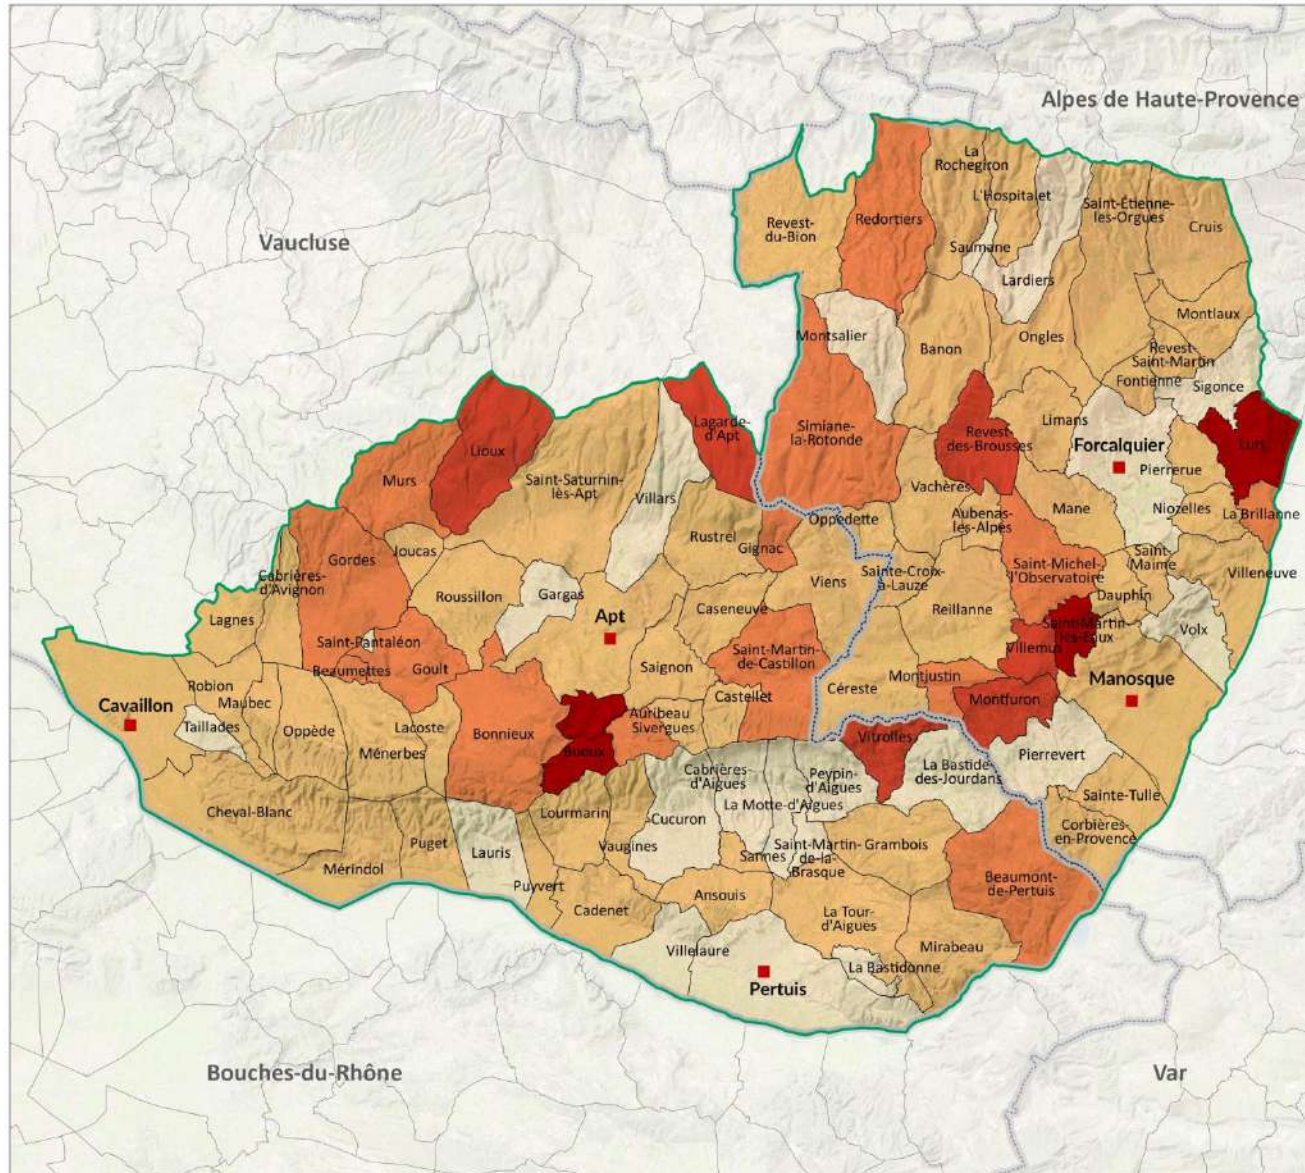 Alpes de Haute-Provence
La
Rochegiron
L'Hospitalet
Saint-Étienne-
les-Orgues
Revest-
du-Bion
Redortiers
Cruis
Vaucluse
Saumane
Lardiers
Montlaux
Montsalier
Banon
Ongles
Revest-
Saint-Martin
Fontienne
Sigonce
Lagarde-
d'Apt
Simiane-
la-Rotonde
Limans
Lurs
Lioux
Revest-
des-Brousses
Forcalquier
Pierrerue
Murs
Saint-Saturnin-
lès-Apt
Villars
Vachères
Mane
Niozelles
La Brillanne
Oppedette
Aubenas-
les-Alpes
Rustrel
Gignac
Joucas
Gordes
Saint-Michel-
l'Observatoire
Saint-
Maime
Villeneuve
Cabrières-
d'Avignon
Viens
Sainte-Croix-
à-Lauze
Roussillon
Gargas
Dauphin
Caseneuve
Reillanne
Lagnes
Apt
Saint-Martin-
les-Eaux
Volx
Saint-Pantaléon
Villemus
Saint-Martin-
de-Castillon
Beaumettes
Goult
Saignon
Montjustin
Manosque
Robion
Céreste
Castellet
Montfuron
Maubec
Cavaillon
Auribeau
Sivergues
Taillades
Oppède
Lacoste
Bonnieux
Vitrolles
Ménerbes
Buoux
Pierrevert
La Bastide-
des-Jourdans
Cabrières-
d'Aigues
Peypin-
d'Aigues
Sainte-Tulle
La Motte-d'Aigues
Cheval-Blanc
Lourmarin
Cucuron
Corbières-
en-Provence
Puget
Vaugines
Saint-Martin-
de-la-
Brasque
Grambois
Lauris
Sannes
Mérindol
Beaumont-
de-Pertuis
Puyvert
Ansouis
Cadenet
La Tour-
d'Aigues
Mirabeau
Villelaure
La Bastidonne
Pertuis
Bouches-du-Rhône
Var